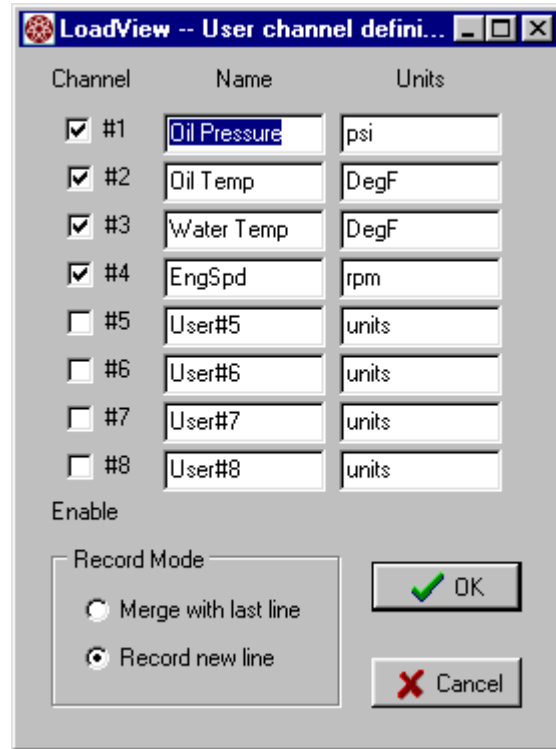 LoadView -- User channel defini...
Channel Name Units
#1 Oil Pressure psi
#2 Oil Temp DegF
#3 Water Temp DegF
#4 EngSpd rpm
#5 User#5 units
#6 User#6 units
#7 User#7 units
#8 User#8 units
Enable
Record Mode
Merge with last line
Record new line
OK
Cancel